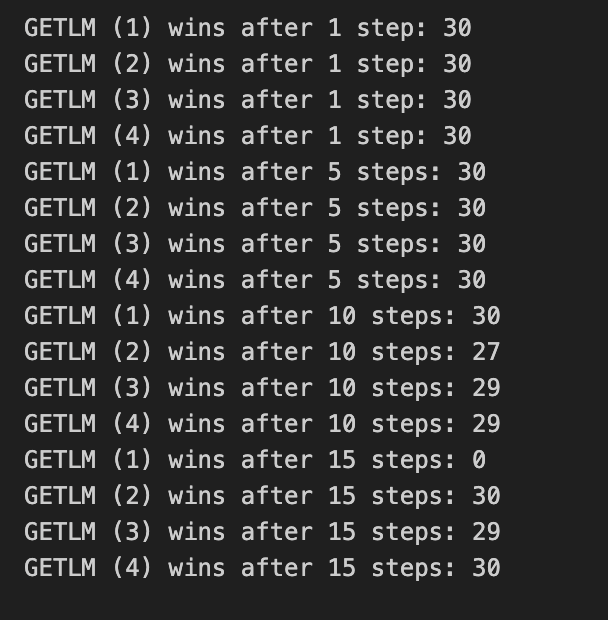 GETLM (1) wins after 1 step: 30
GETLM (2) wins after 1 step: 30
GETLM (3) wins after 1 step: 30
GETLM (4) wins after 1 step: 30
GETLM (1) wins after 5 steps: 30
GETLM (2) wins after 5 steps: 30
GETLM (3) wins after 5 steps: 30
GETLM (4) wins after 5 steps: 30
GETLM (1) wins after 10 steps: 30
GETLM (2) wins after 10 steps: 27
GETLM (3) wins after 10 steps: 29
GETLM (4) wins after 10 steps: 29
GETLM (1) wins after 15 steps: 0
GETLM (2) wins after 15 steps: 30
GETLM (3) wins after 15 steps: 29
GETLM (4) wins after 15 steps: 30